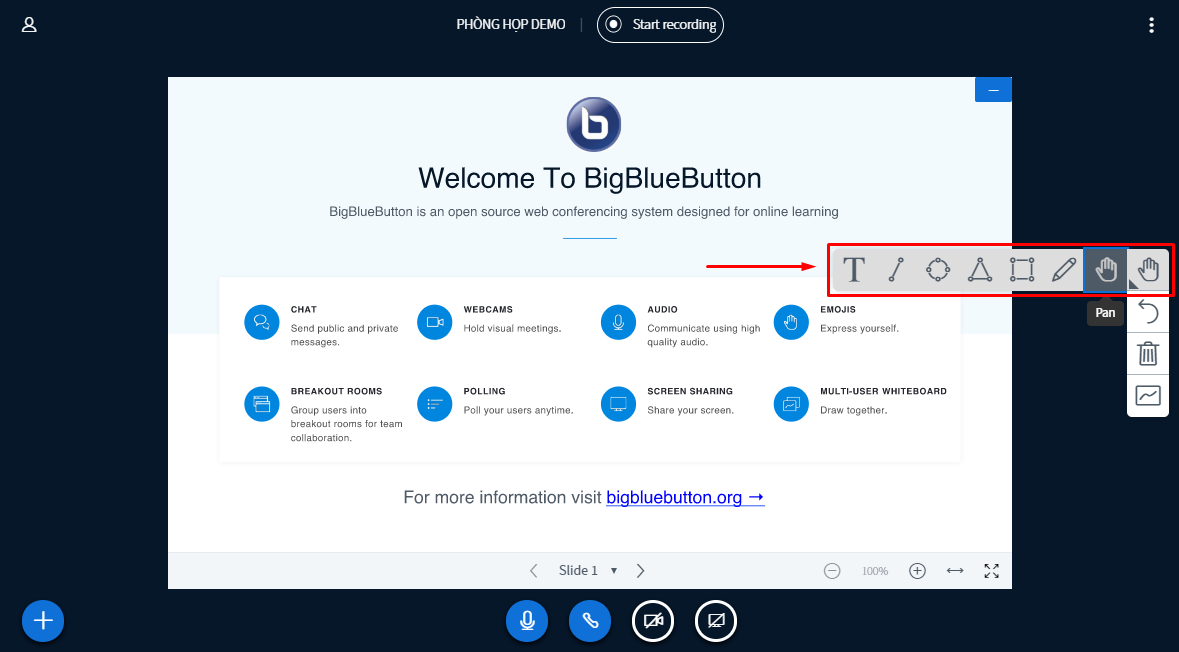 PHÒNG HỌP DEMO
Start recording
Welcome To BigBlueButton
BigBlueButton is an open source web conferencing system designed for online learning
T
Pan
CHAT
Send public and private
messages.
WEBCAMS
Hold visual meetings.
AUDIO
Communicate using high
quality audio.
EMOJIS
Express yourself.
BREAKOUT ROOMS
Group users into
breakout rooms for team
collaboration.
POLLING
Poll your users anytime.
SCREEN SHARING
Share your screen.
MULTI-USER WHITEBOARD
Draw together.
For more information visit bigbluebutton.org →
Slide 1
100%